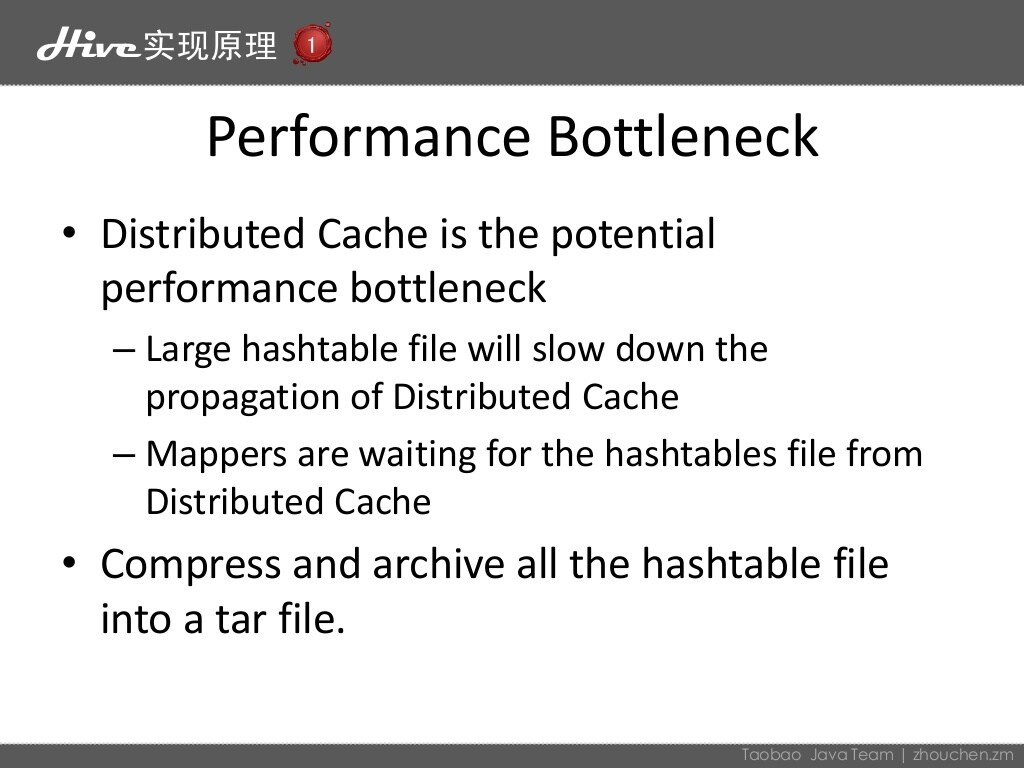 Hive实现原理 1
Performance Bottleneck
• Distributed Cache is the potential
performance bottleneck
– Large hashtable file will slow down the
propagation of Distributed Cache
– Mappers are waiting for the hashtables file from
Distributed Cache
• Compress and archive all the hashtable file
into a tar file.
Taobao Java Team | zhouchen.zm